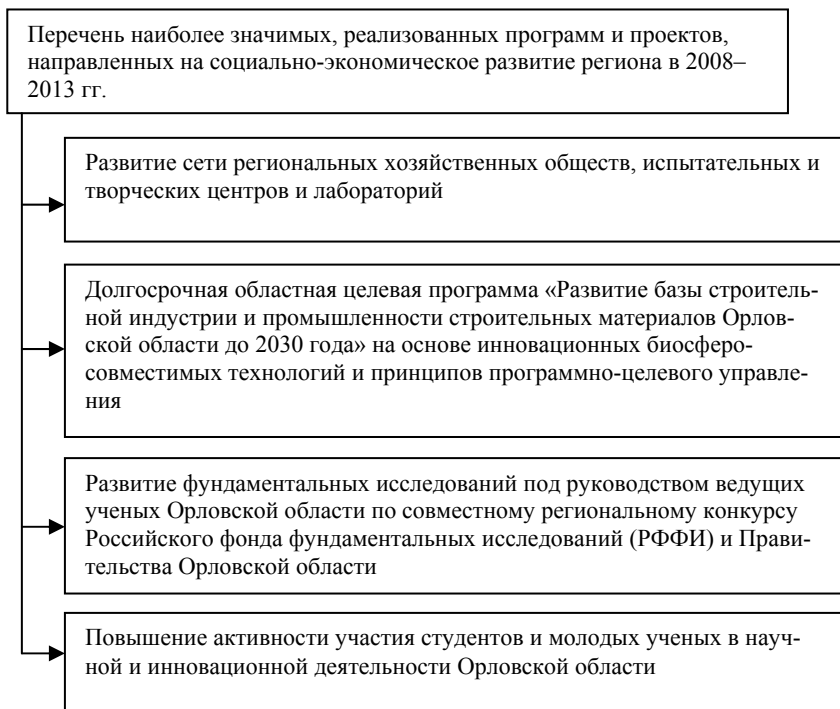 Перечень наиболее значимых, реализованных программ и проектов,
направленных на социально-экономическое развитие региона в 2008–
2013 гг.
Развитие сети региональных хозяйственных обществ, испытательных и
творческих центров и лабораторий
Долгосрочная областная целевая программа «Развитие базы строитель-
ной индустрии и промышленности строительных материалов Орлов-
ской области до 2030 года» на основе инновационных биосферо-
совместимых технологий и принципов программно-целевого управле-
ния
Развитие фундаментальных исследований под руководством ведущих
ученых Орловской области по совместному региональному конкурсу
Российского фонда фундаментальных исследований (РФФИ) и Прави-
тельства Орловской области
Повышение активности участия студентов и молодых ученых в науч-
ной и инновационной деятельности Орловской области